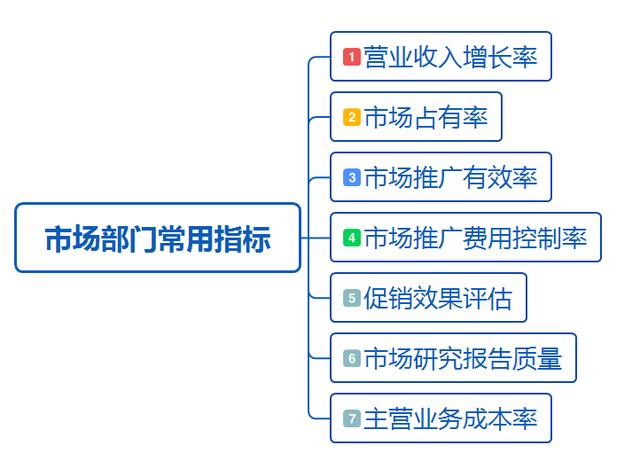 市场部门常用指标
1 营业收入增长率
2 市场占有率
3 市场推广有效率
4 市场推广费用控制率
5 促销效果评估
6 市场研究报告质量
7 主营业务成本率